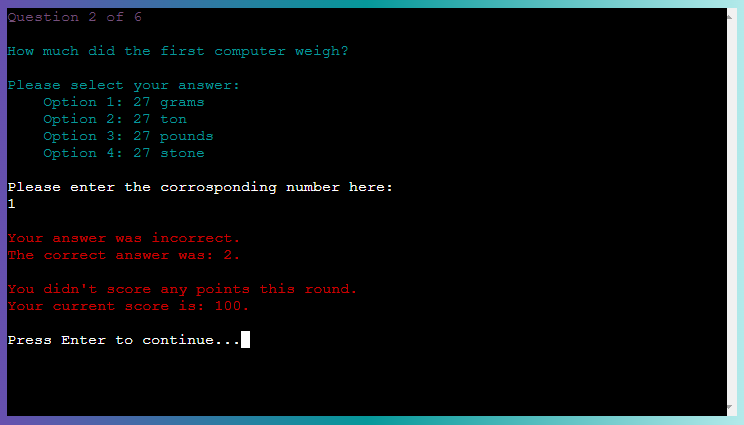 Question 2 of 6
How much did the first computer weigh?
Please select your answer:
Option 1: 27 grams
Option 2: 27 ton
Option 3: 27 pounds
Option 4: 27 stone
Please enter the corrosponding number here:
1
Your answer was incorrect.
The correct answer was: 2.
You didn't score any points this round.
Your current score is: 100.
Press Enter to continue...